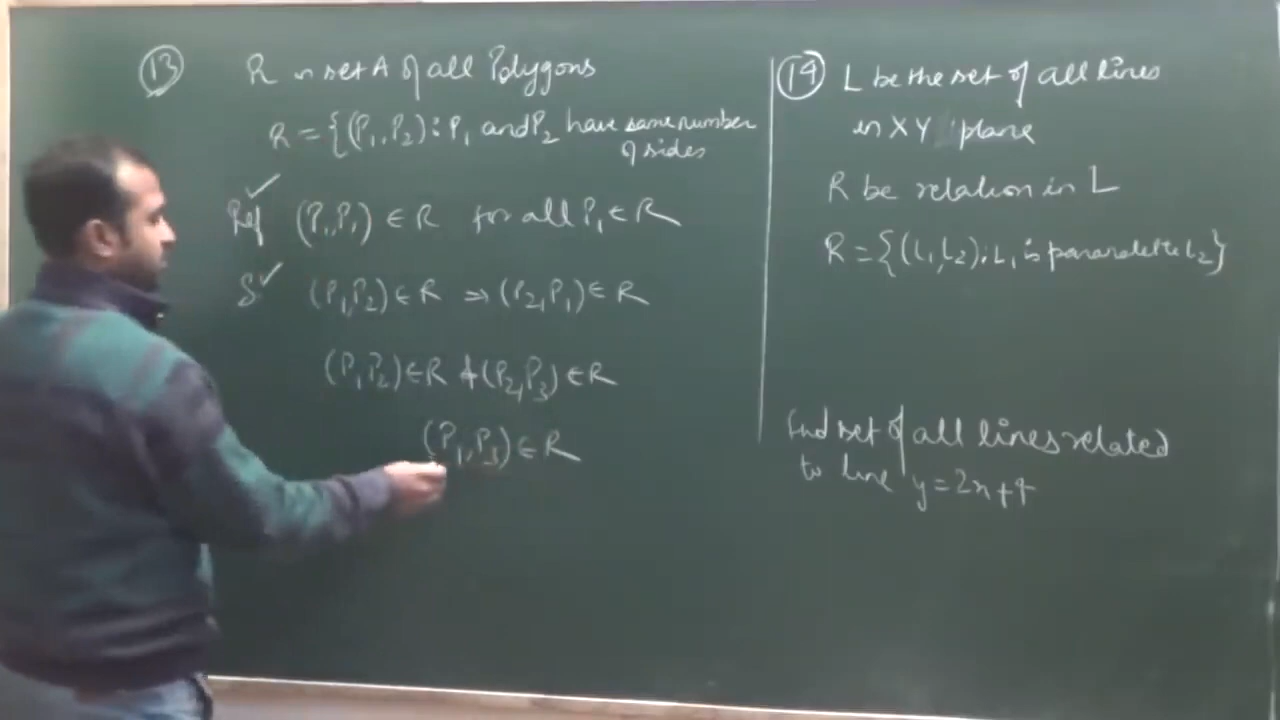 (13) R in set A of all Polygons
R = {(P₁,P₂) : P₁ and P₂ have same number
of sides
Ref ✓ (P₁,P₁) ∈ R for all P₁ ∈ R
S ✓ (P₁,P₂) ∈ R ⇒ (P₂,P₁) ∈ R
(P₁P₂) ∈ R & (P₂,P₃) ∈ R
(P₁,P₃) ∈ R
(14) L be the set of all lines
in XY plane
R be relation in L
R = {(L₁,L₂) : L₁ is parallel to L₂}
Find set of all lines related
to line y = 2x + 4